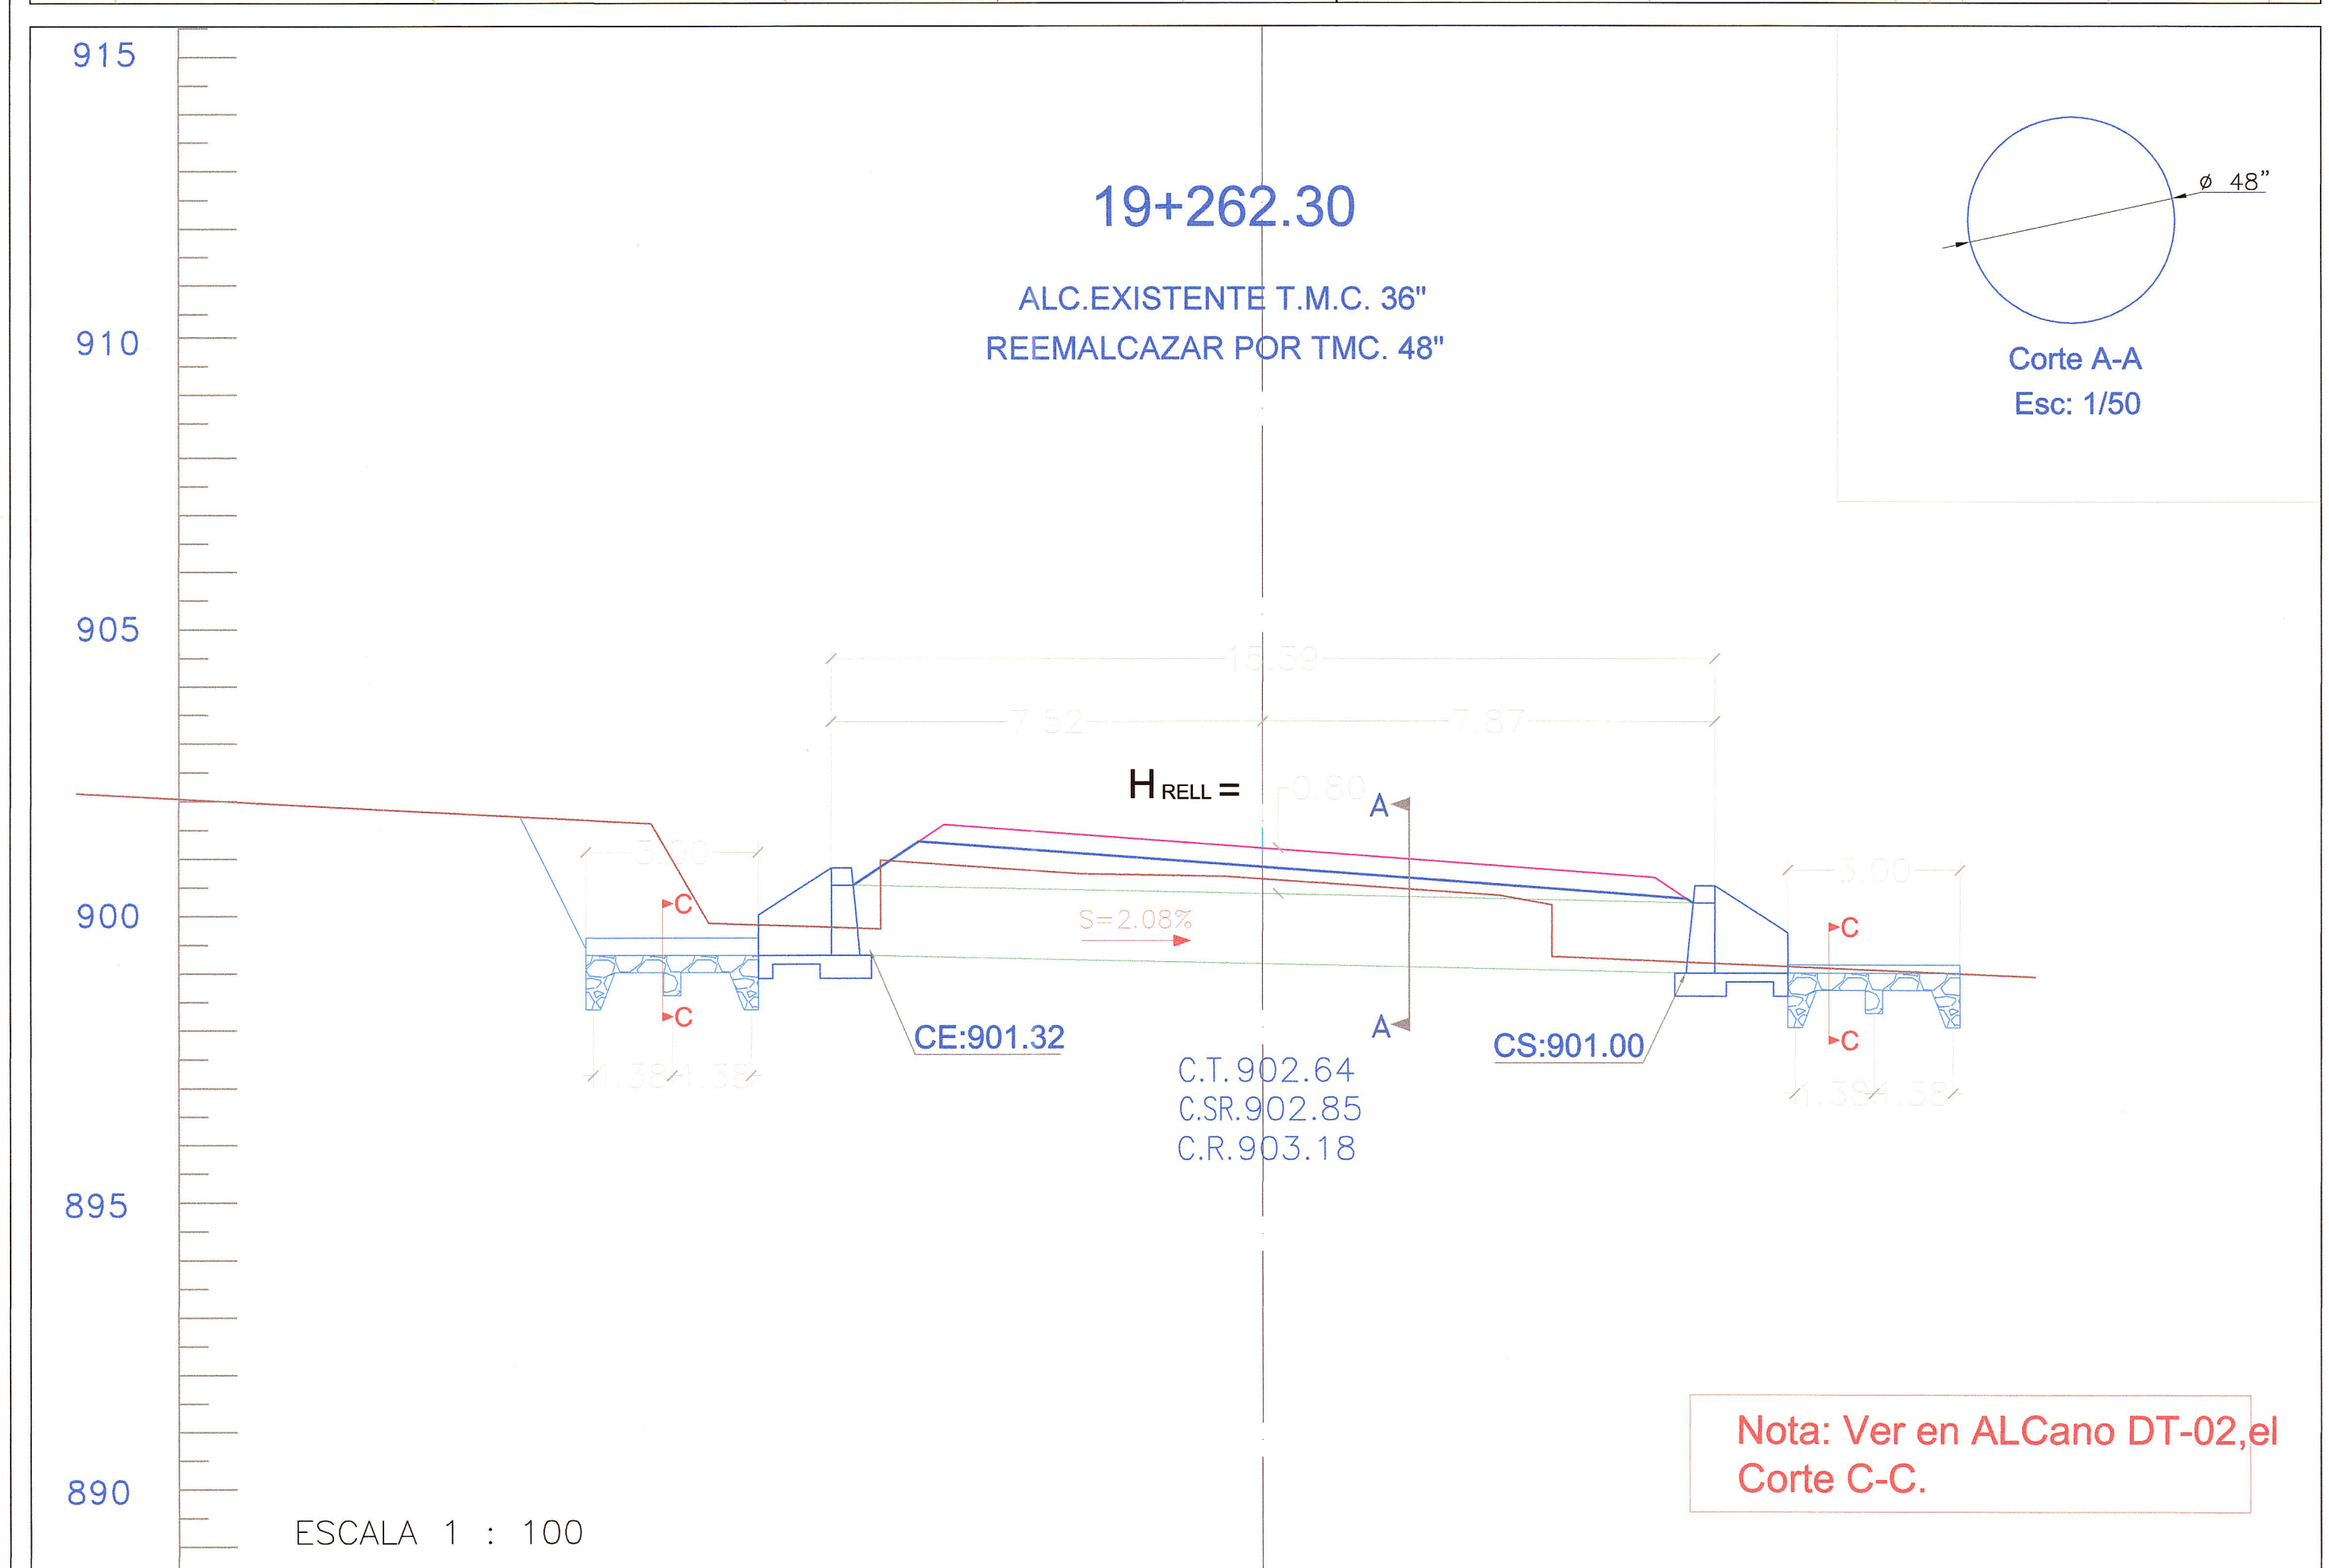 915
910
905
900
895
890
19+262.30
ALC.EXISTENTE T.M.C. 36"
REEMALCAZAR POR TMC. 48"
ø 48"
Corte A-A
Esc: 1/50
15.39
7.52
7.87
H RELL =
0.80
A
3.00
3.00
C
C
S=2.08%
C
C
A
CE:901.32
CS:901.00
1.38
1.38
1.38
1.38
C.T.902.64
C.SR.902.85
C.R.903.18
Nota: Ver en ALCano DT-02,el
Corte C-C.
ESCALA 1 : 100